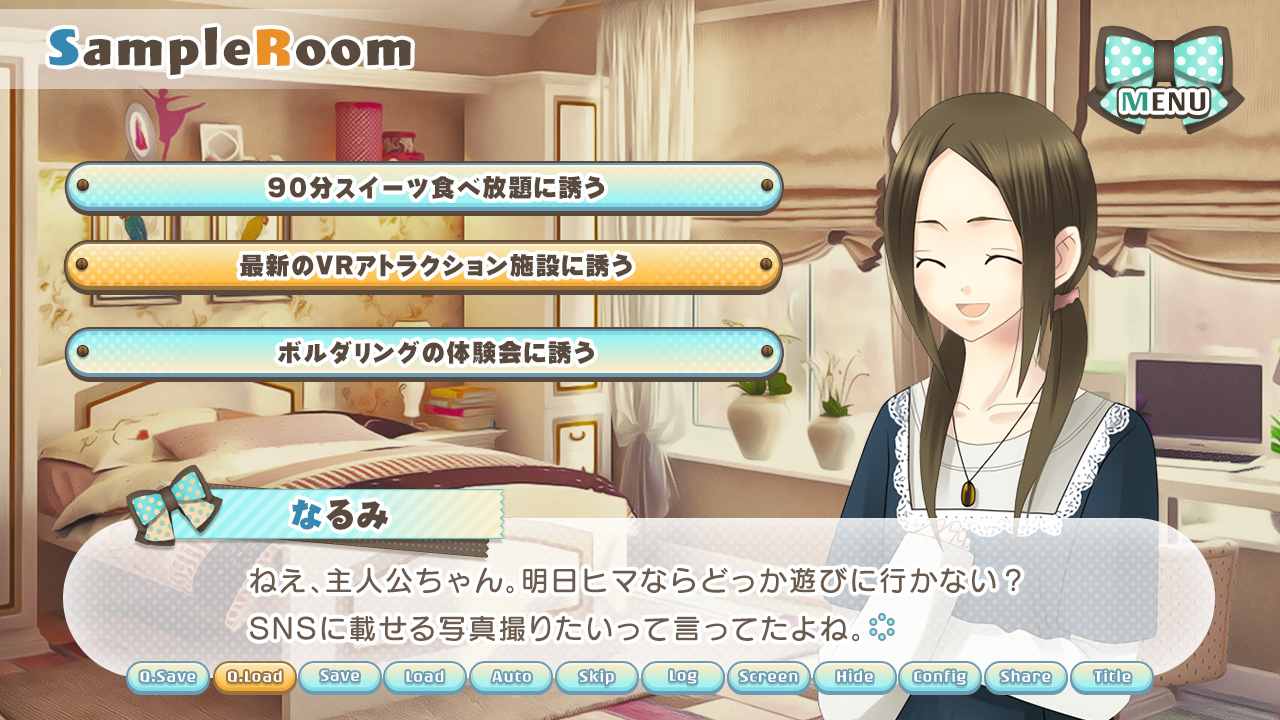 SampleRoom
MENU
90分スイーツ食べ放題に誘う
最新のVRアトラクション施設に誘う
ボルダリングの体験会に誘う
なるみ
ねえ、主人公ちゃん。明日ヒマならどっか遊びに行かない？
SNSに載せる写真撮りたいって言ってたよね。
Q.Save Q.Load Save Load Auto Skip Log Screen Hide Config Share Title